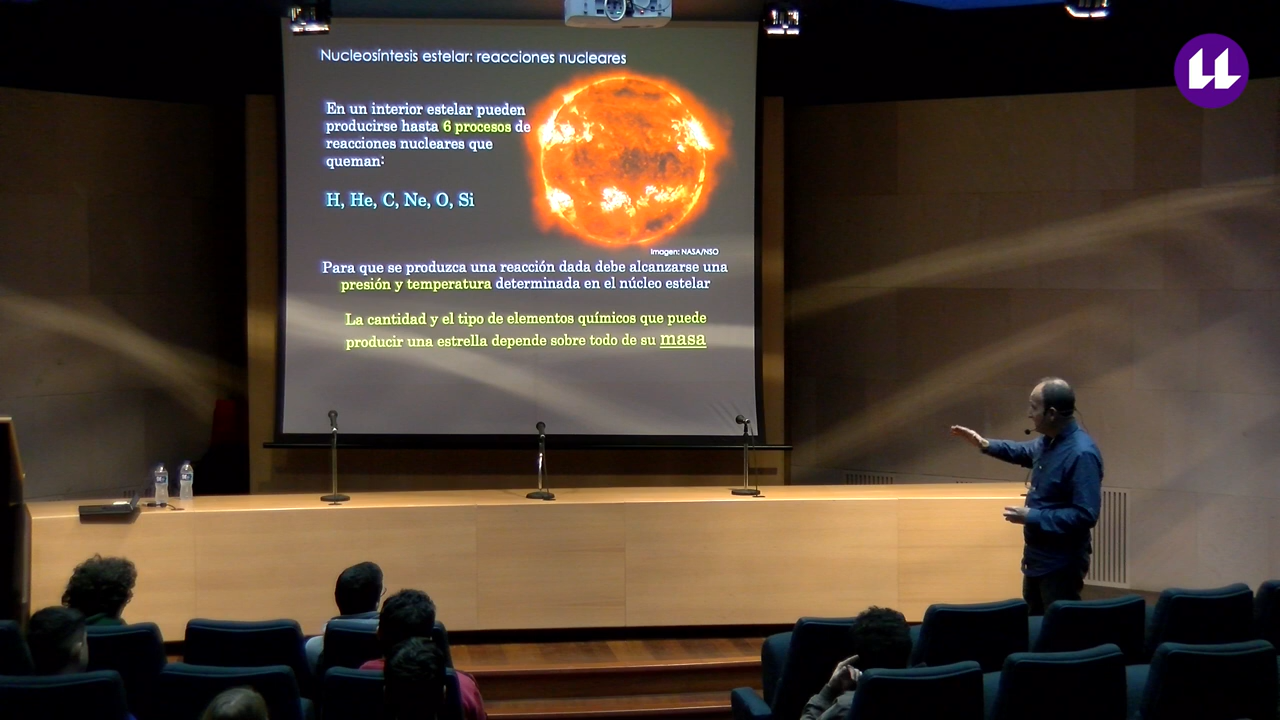 Nucleosíntesis estelar: reacciones nucleares
En un interior estelar pueden
producirse hasta 6 procesos de
reacciones nucleares que
queman:
H, He, C, Ne, O, Si
Imagen: NASA/NSO
Para que se produzca una reacción dada debe alcanzarse una
presión y temperatura determinada en el núcleo estelar
La cantidad y el tipo de elementos químicos que puede
producir una estrella depende sobre todo de su masa